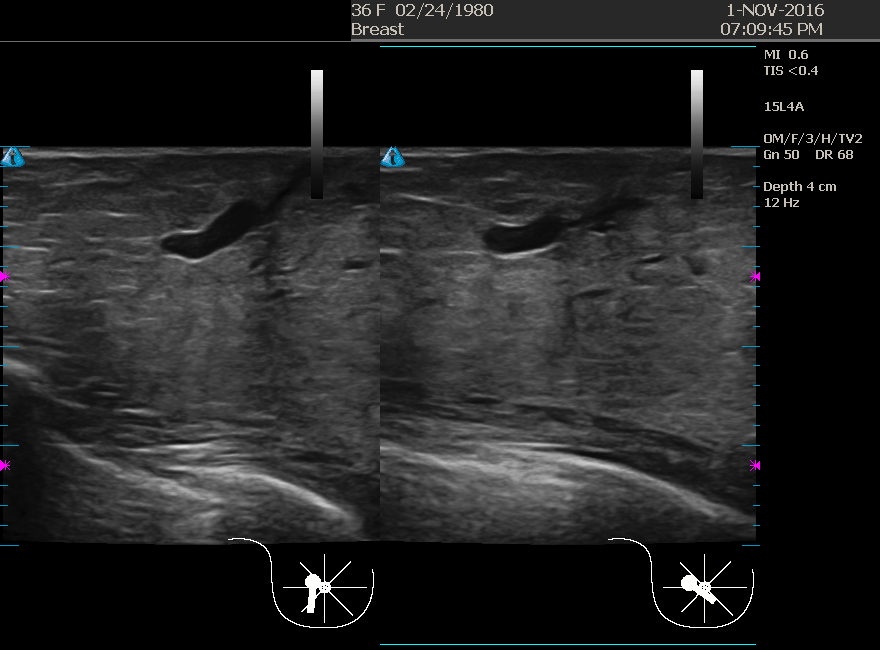 36 F 02/24/1980
1-NOV-2016
Breast
07:09:45 PM
MI 0.6
TIS <0.4
15L4A
OM/F/3/H/TV2
Gn 50 DR 68
Depth 4 cm
12 Hz